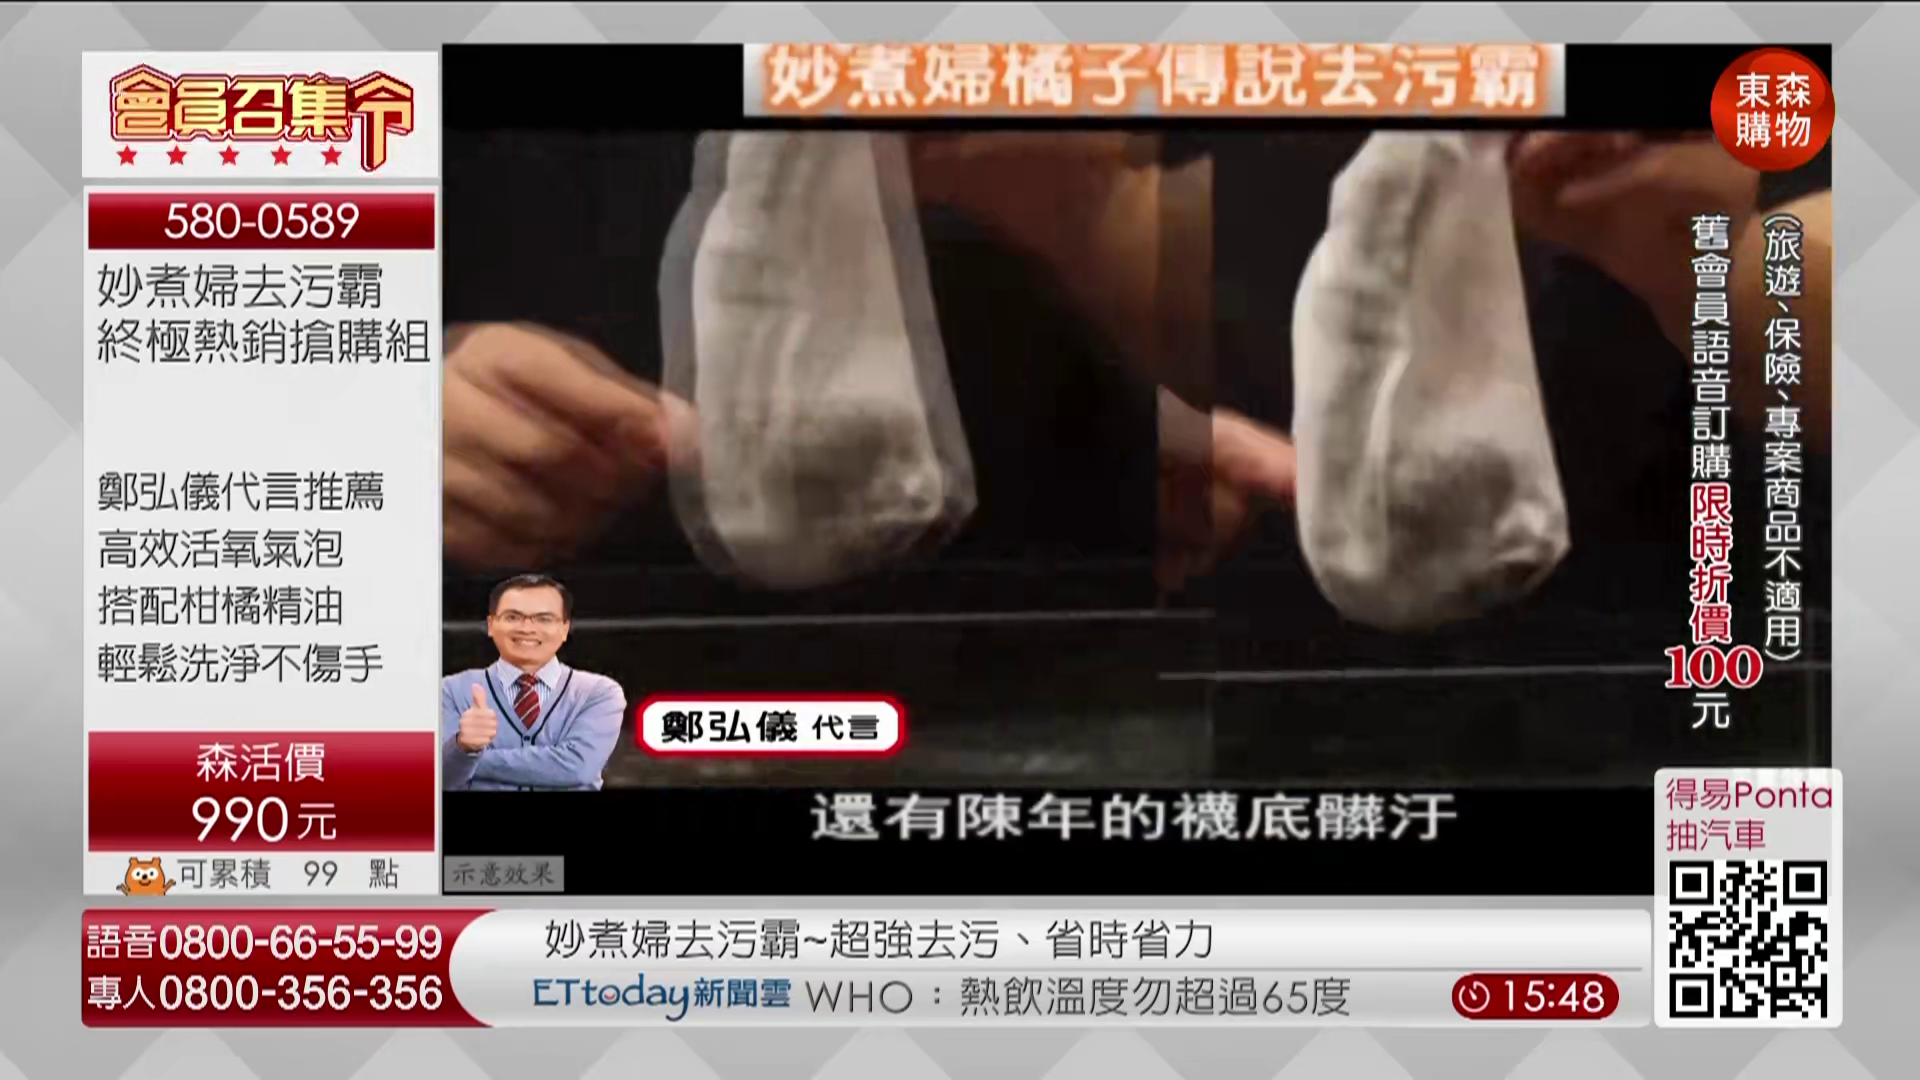 會員召集令
580-0589
妙煮婦去污霸
終極熱銷搶購組
鄭弘儀代言推薦
高效活氧氣泡
搭配柑橘精油
輕鬆洗淨不傷手
森活價
990元
可累積 99 點
妙煮婦橘子傳說去污霸
東森
購物
(旅遊、保險、專案商品不適用)
舊會員語音訂購限時折價100元
鄭弘儀 代言
還有陳年的襪底髒汙
示意效果
得易Ponta
抽汽車
語音0800-66-55-99
專人0800-356-356
妙煮婦去污霸~超強去污、省時省力
ETtoday新聞雲 WHO：熱飲溫度勿超過65度
15:48